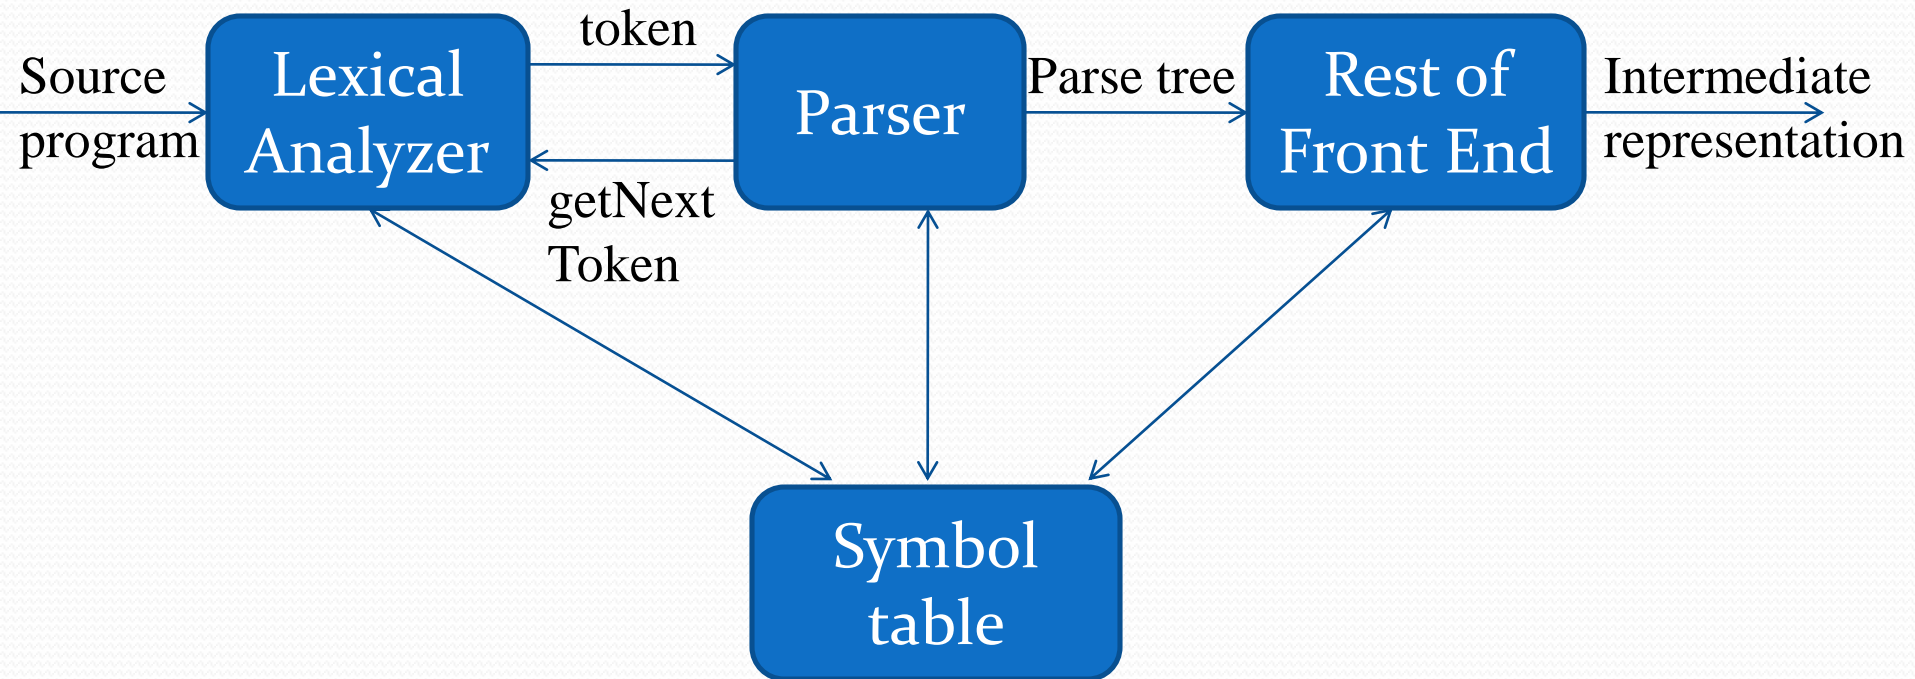 Source
program
Lexical
Analyzer
token
getNext
Token
Parser
Parse tree
Rest of
Front End
Intermediate
representation
Symbol
table